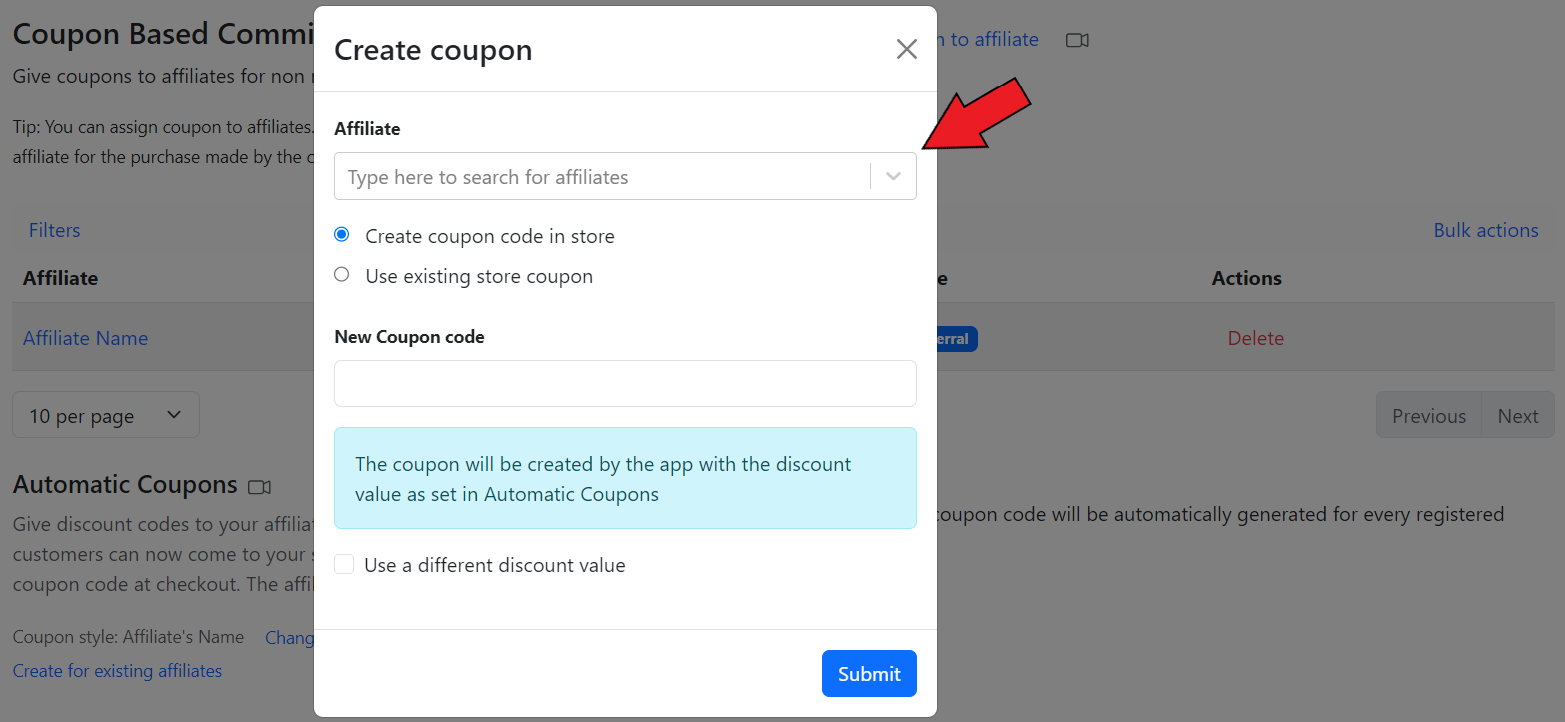 Coupon Based Commi
Give coupons to affiliates for non
Tip: You can assign coupon to affiliates.
affiliate for the purchase made by the c
to affiliate
Filters
Bulk actions
Affiliate
Actions
Affiliate Name
erral
Delete
10 per page
Previous
Next
Automatic Coupons
Give discount codes to your affilia
customers can now come to your
coupon code at checkout. The affil
coupon code will be automatically generated for every registered
Coupon style: Affiliate's Name Chang
Create for existing affiliates
Create coupon
Affiliate
Type here to search for affiliates
Create coupon code in store
Use existing store coupon
New Coupon code
The coupon will be created by the app with the discount
value as set in Automatic Coupons
Use a different discount value
Submit